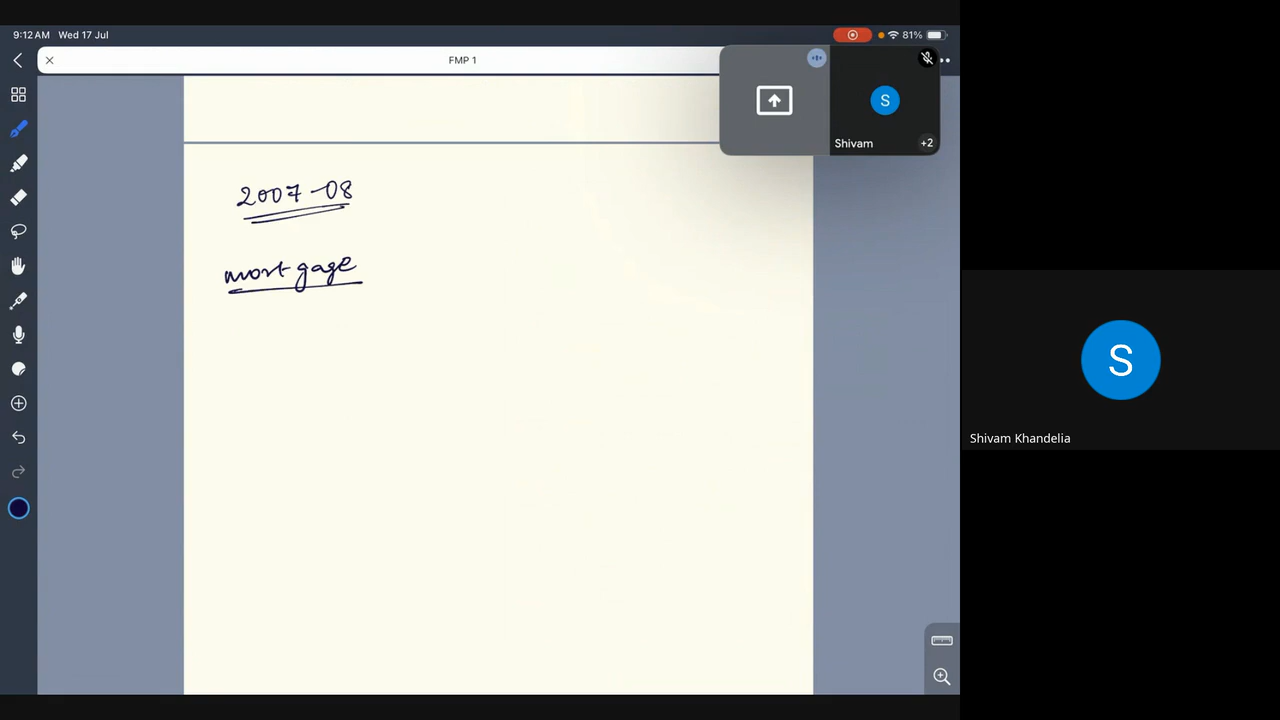 9:12 AM Wed 17 Jul 81%
FMP 1
S
Shivam +2
2007-08
mortgage
S
Shivam Khandelia